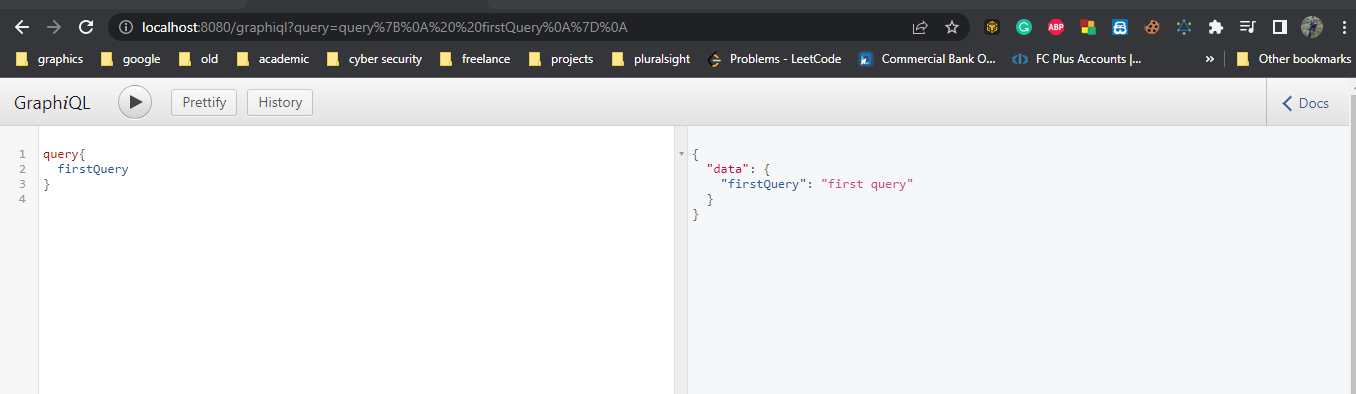 localhost:8080/graphiql?query=query%7B%0A%20%20firstQuery%0A%7D%0A
ABP
graphics google old academic cyber security freelance projects pluralsight Problems - LeetCode Commercial Bank O... FC Plus Accounts |... » Other bookmarks
GraphiQL Prettify History Docs
1 query{
2 firstQuery
3 }
4
{
"data": {
"firstQuery": "first query"
}
}